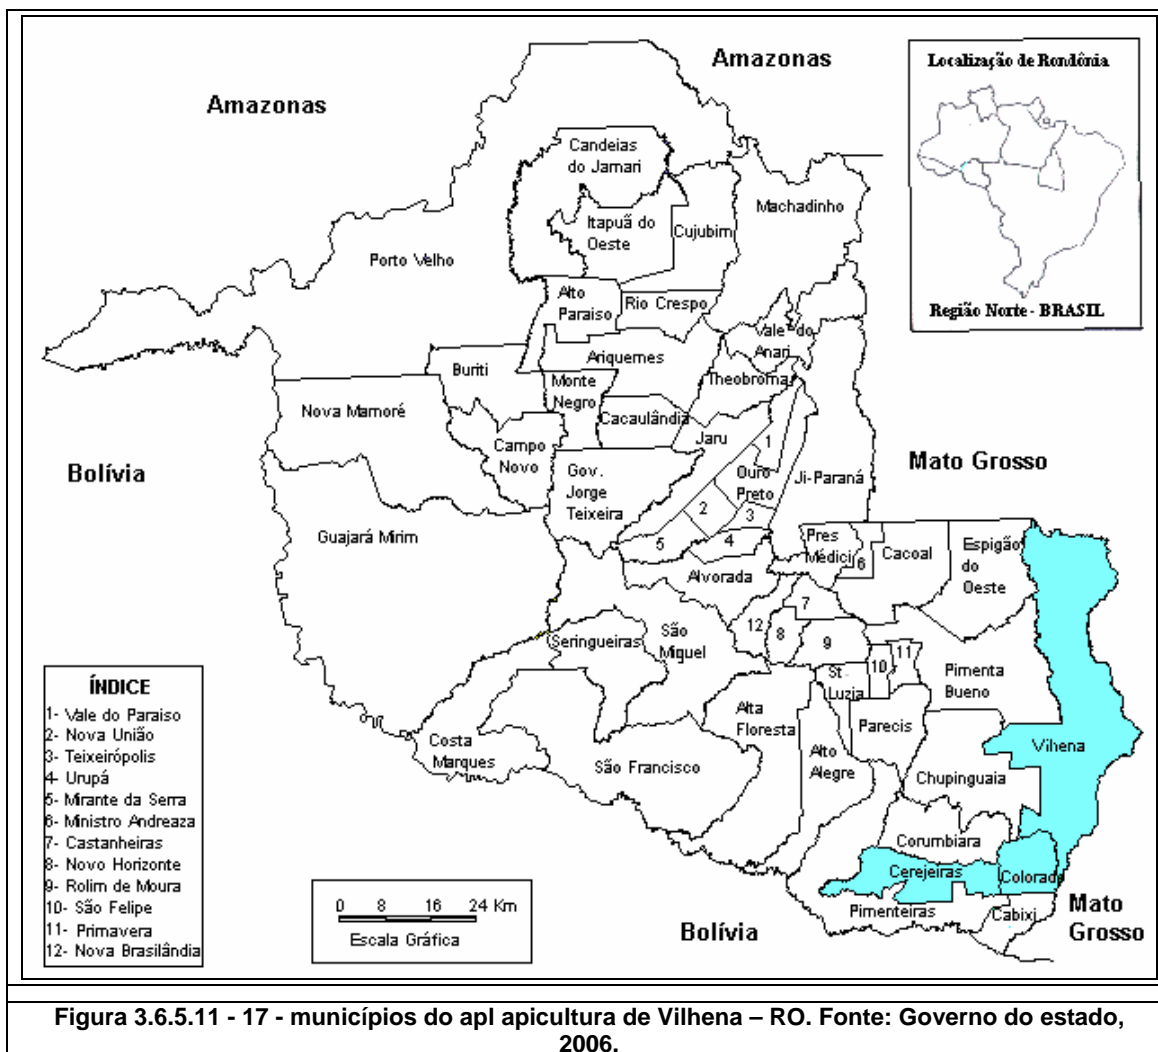 Amazonas
Amazonas
Localização de Rondônia
Região Norte - BRASIL
Candeias
do Jamari
Itapuã do
Oeste
Cujubim
Machadinho
Porto Velho
Alto
Paraiso
Rio Crespo
Vale do
Anari
Buriti
Ariquemes
Monte
Negro
Theobroma
Nova Mamoré
Cacaulândia
Jaru
1
Campo
Novo
Bolívia
Gov.
Jorge
Teixeira
Ouro
Preto
Ji-Paraná
Mato Grosso
2
3
Guajará Mirim
5
4
Pres
Médici
6
Cacoal
Espigão
do
Oeste
Alvorada
7
12
8
9
Seringueiras
São
Miquel
St.
Luzia
10
11
Pimenta
Bueno
Alta
Floresta
Parecis
Costa
Marques
São Francisco
Alto
Alegre
Vihena
Chupinguaia
Corumbiara
Cerejeiras
Colorado
Pimenteiras
Cabixi
Mato
Grosso
Bolívia
ÍNDICE
1- Vale do Paraiso
2- Nova União
3- Teixeirópolis
4- Urupá
5- Mirante da Serra
6- Ministro Andreaza
7- Castanheiras
8- Novo Horizonte
9- Rolim de Moura
10- São Felipe
11- Primavera
12- Nova Brasilândia
0 8 16 24 Km
Escala Gráfica
Figura 3.6.5.11 - 17 - municípios do apl apicultura de Vilhena – RO. Fonte: Governo do estado,
2006.